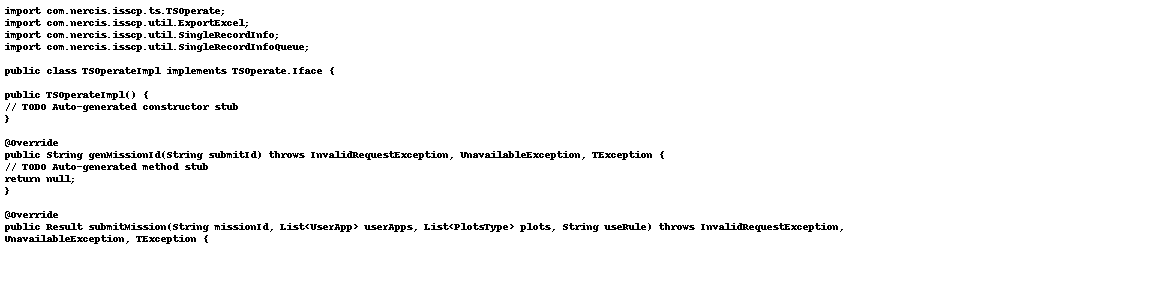 import com.nercis.isscp.ts.TSOperate;
import com.nercis.isscp.util.ExportExcel;
import com.nercis.isscp.util.SingleRecordInfo;
import com.nercis.isscp.util.SingleRecordInfoQueue;
public class TSOperateImpl implements TSOperate.Iface {
public TSOperateImpl() {
// TODO Auto-generated constructor stub
}
@Override
public String genMissionId(String submitId) throws InvalidRequestException, UnavailableException, TException {
// TODO Auto-generated method stub
return null;
}
@Override
public Result submitMission(String missionId, List<UserApp> userApps, List<PlotsType> plots, String useRule) throws InvalidRequestException,
UnavailableException, TException {